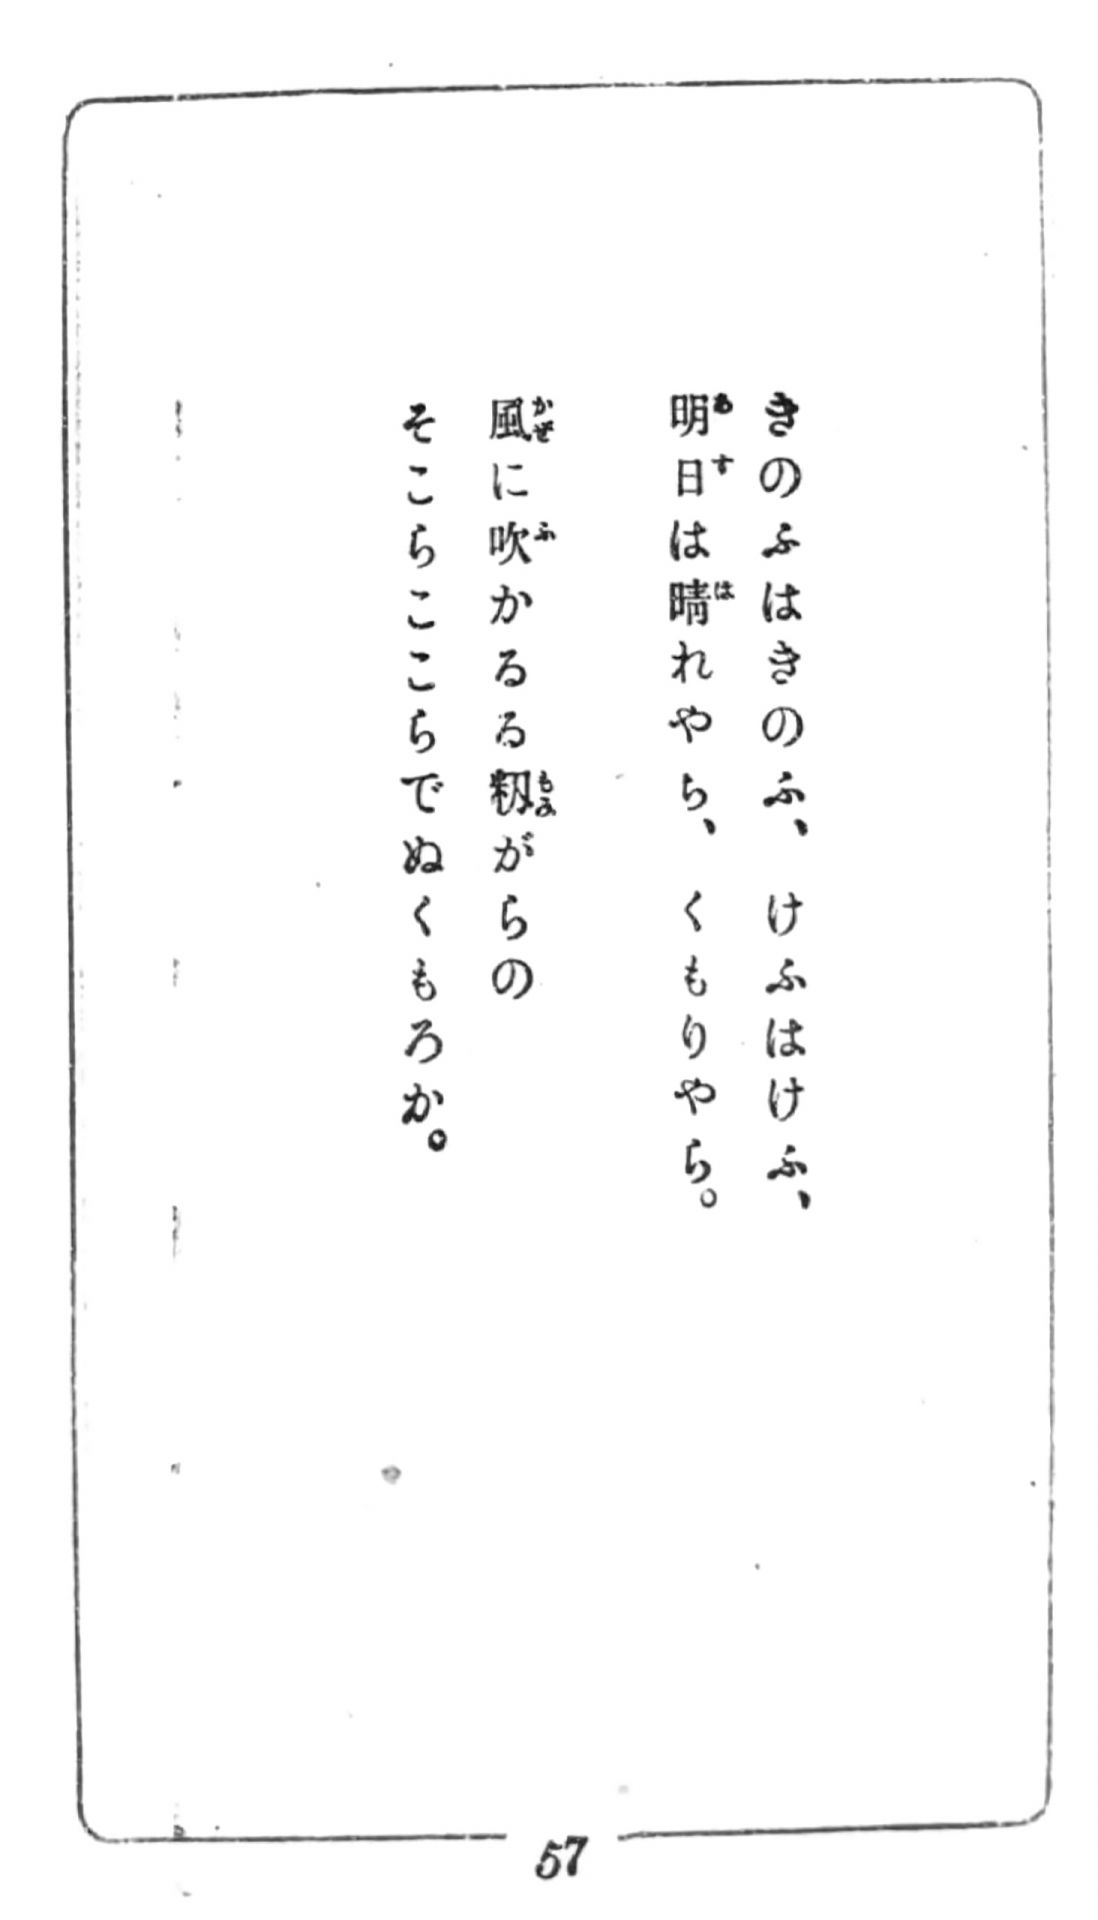 きのふはきのふ、けふはけふ、
明日は晴れやら、くもりやら。
風に吹かるる籾がらの
そこらここらでぬくもろか。
57